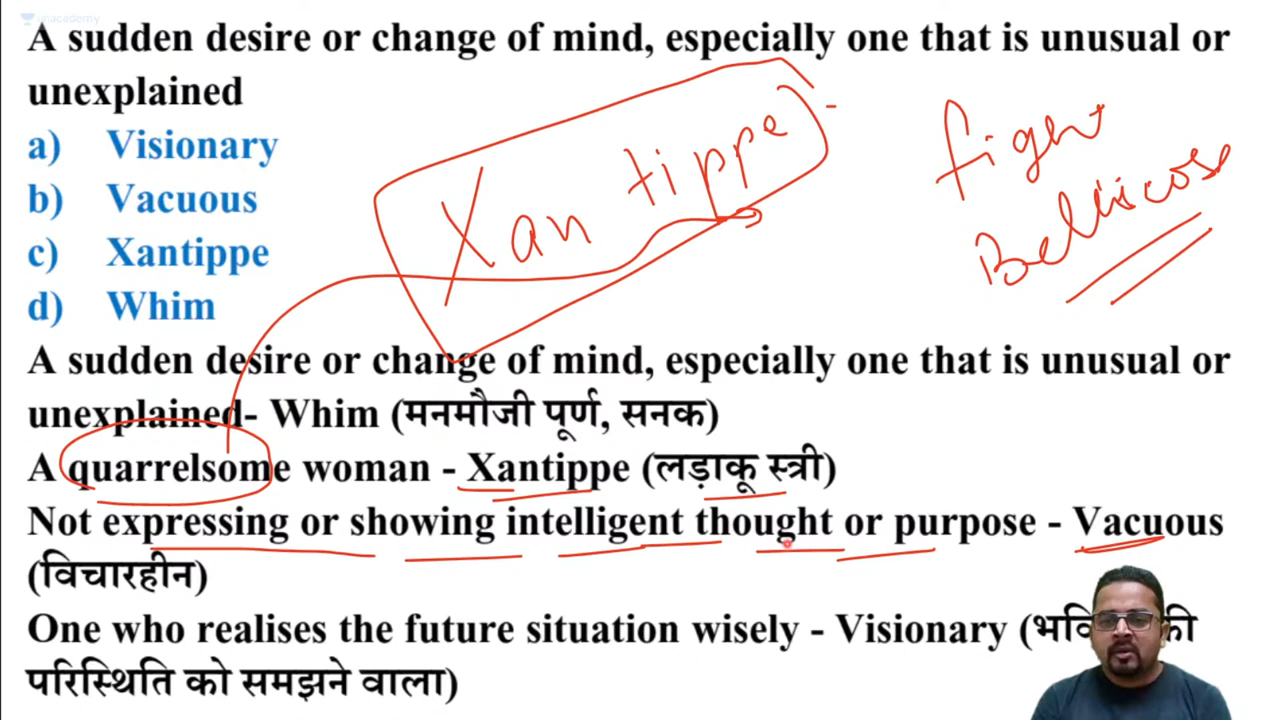 unacademy
A sudden desire or change of mind, especially one that is unusual or
unexplained
a) Visionary
b) Vacuous
c) Xantippe
d) Whim
Xan tippe
fight
Bellicose
A sudden desire or change of mind, especially one that is unusual or
unexplained- Whim (मनमौजी पूर्ण, सनक)
A quarrelsome woman - Xantippe (लड़ाकू स्त्री)
Not expressing or showing intelligent thought or purpose - Vacuous
(विचारहीन)
One who realises the future situation wisely - Visionary (की
परिस्थिति को समझने वाला)